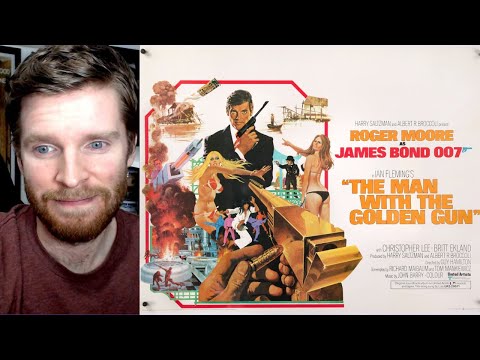 HARRY SALTZMAN and ALBERT R. BROCCOLI present
ROGER MOORE
AS
JAMES BOND 007
in IAN FLEMING'S
"THE MAN
WITH THE
GOLDEN GUN"
with CHRISTOPHER LEE · BRITT EKLAND
Produced by HARRY SALTZMAN and ALBERT R. BROCCOLI
Directed by GUY HAMILTON
Screenplay by RICHARD MAIBAUM and TOM MANKIEWICZ
Music by JOHN BARRY · COLOUR
United Artists